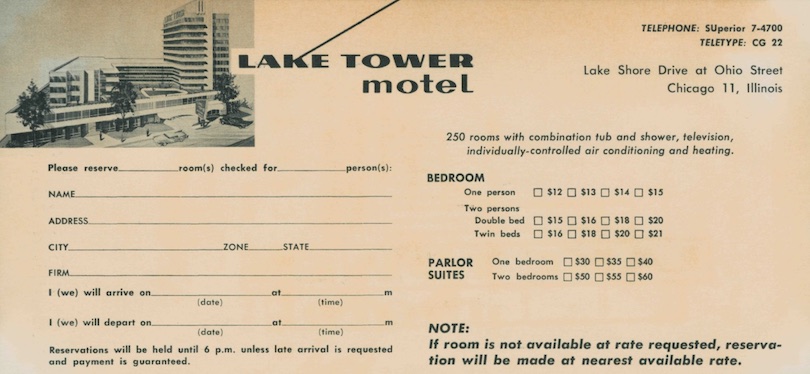 LAKE TOWER
motel
TELEPHONE: SUperior 7-4700
TELETYPE: CG 22
Lake Shore Drive at Ohio Street
Chicago 11, Illinois
250 rooms with combination tub and shower, television,
individually-controlled air conditioning and heating.
Please reserve room(s) checked for person(s):
NAME
ADDRESS
CITY ZONE STATE
FIRM
I (we) will arrive on at m
(date) (time)
I (we) will depart on at m
(date) (time)
Reservations will be held until 6 p.m. unless late arrival is requested
and payment is guaranteed.
BEDROOM
One person $12 $13 $14 $15
Two persons
Double bed $15 $16 $18 $20
Twin beds $16 $18 $20 $21
PARLOR SUITES
One bedroom $30 $35 $40
Two bedrooms $50 $55 $60
NOTE:
If room is not available at rate requested, reserva-
tion will be made at nearest available rate.